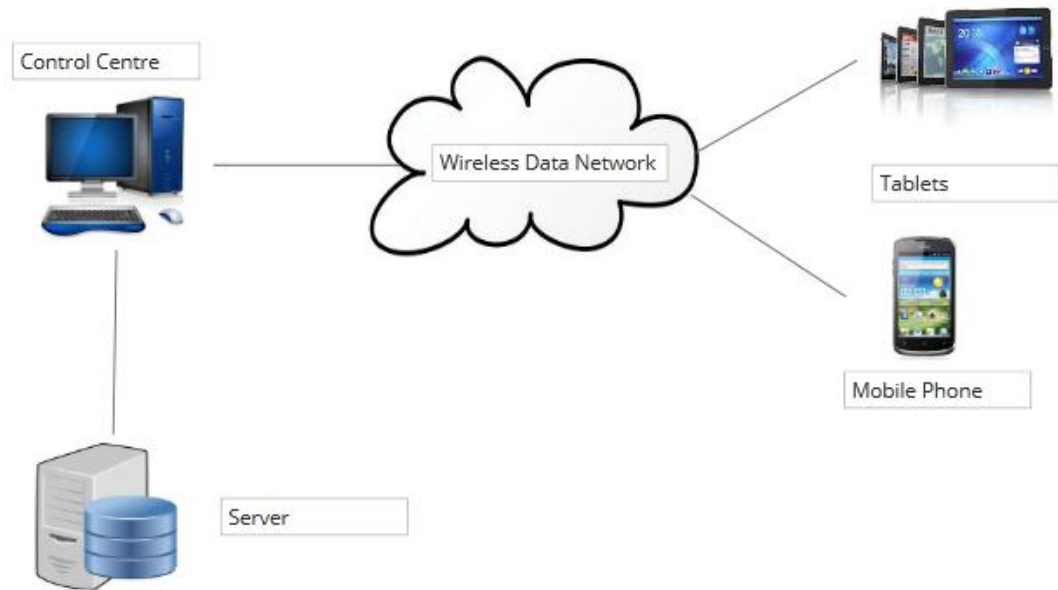 Control Centre
Wireless Data Network
Tablets
Mobile Phone
Server